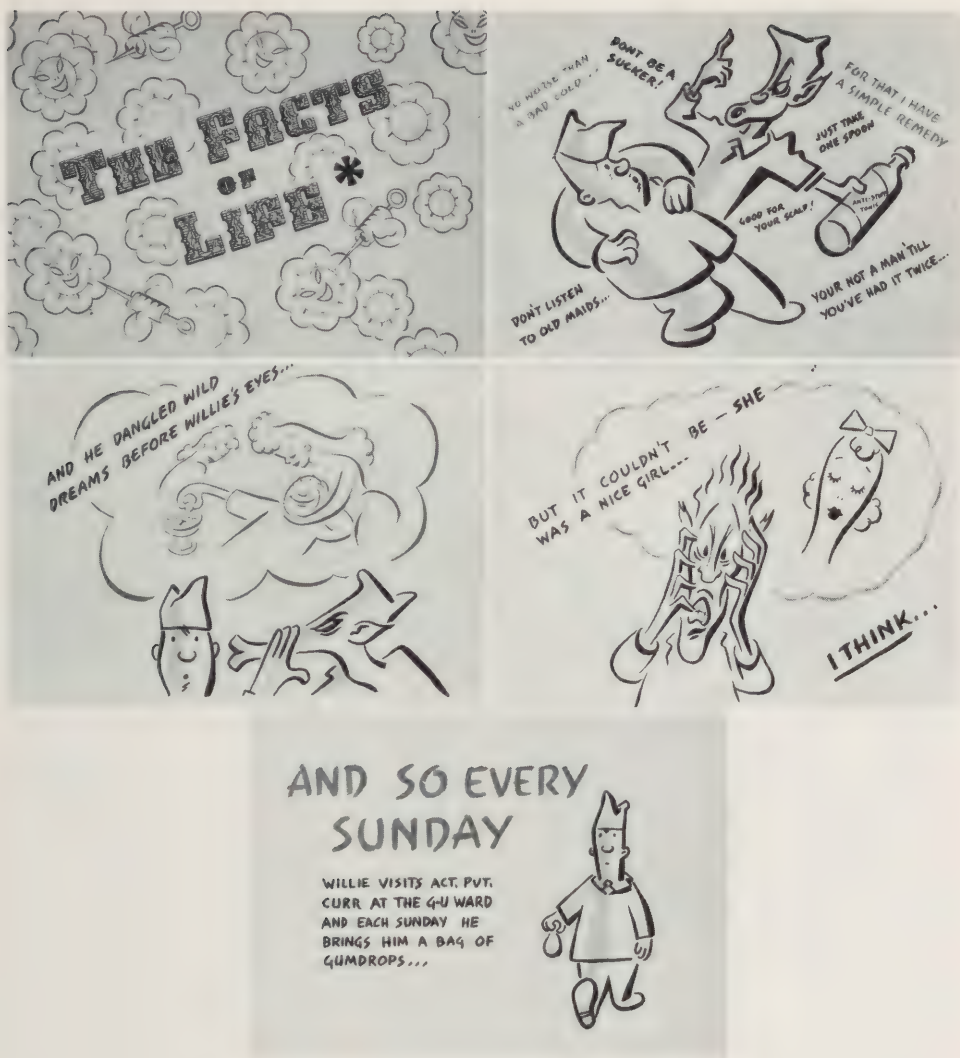 THE FACTS
OF
LIFE*
NO WORSE THAN
A BAD COLD...
DON'T BE A
SUCKER!
FOR THAT I HAVE
A SIMPLE REMEDY
JUST TAKE
ONE SPOON
GOOD FOR
YOUR SCALP!
TONIC
DON'T LISTEN
TO OLD MAIDS...
YOUR NOT A MAN 'TILL
YOU'VE HAD IT TWICE...
AND HE DANGLED WILD
DREAMS BEFORE WILLIE'S EYES...
BUT IT COULDN'T BE — SHE
WAS A NICE GIRL...
I THINK...
AND SO EVERY
SUNDAY
WILLIE VISITS ACT. PVT.
CURR AT THE G-U WARD
AND EACH SUNDAY HE
BRINGS HIM A BAG OF
GUMDROPS...